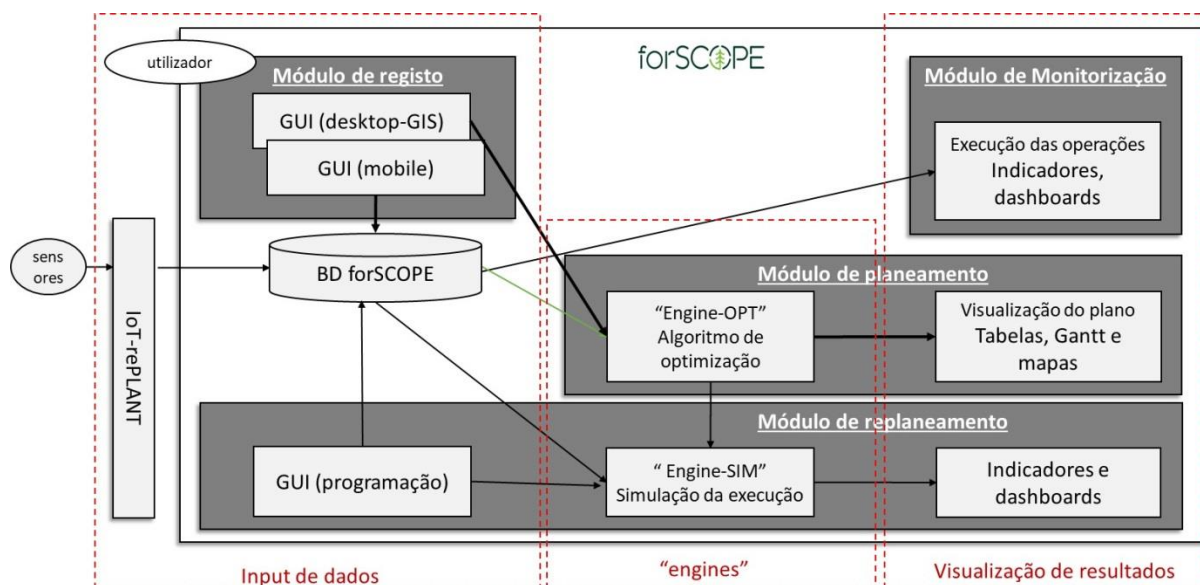 utilizador
forSCOPE
Módulo de registo
GUI (desktop-GIS)
GUI (mobile)
Módulo de Monitorização
Execução das operações
Indicadores,
dashboards
sens
ores
IoT-rePLANT
BD forSCOPE
Módulo de planeamento
“Engine-OPT”
Algoritmo de
optimização
Visualização do plano
Tabelas, Gantt e
mapas
Módulo de replaneamento
GUI (programação)
“ Engine-SIM”
Simulação da execução
Indicadores e
dashboards
Input de dados
“engines”
Visualização de resultados